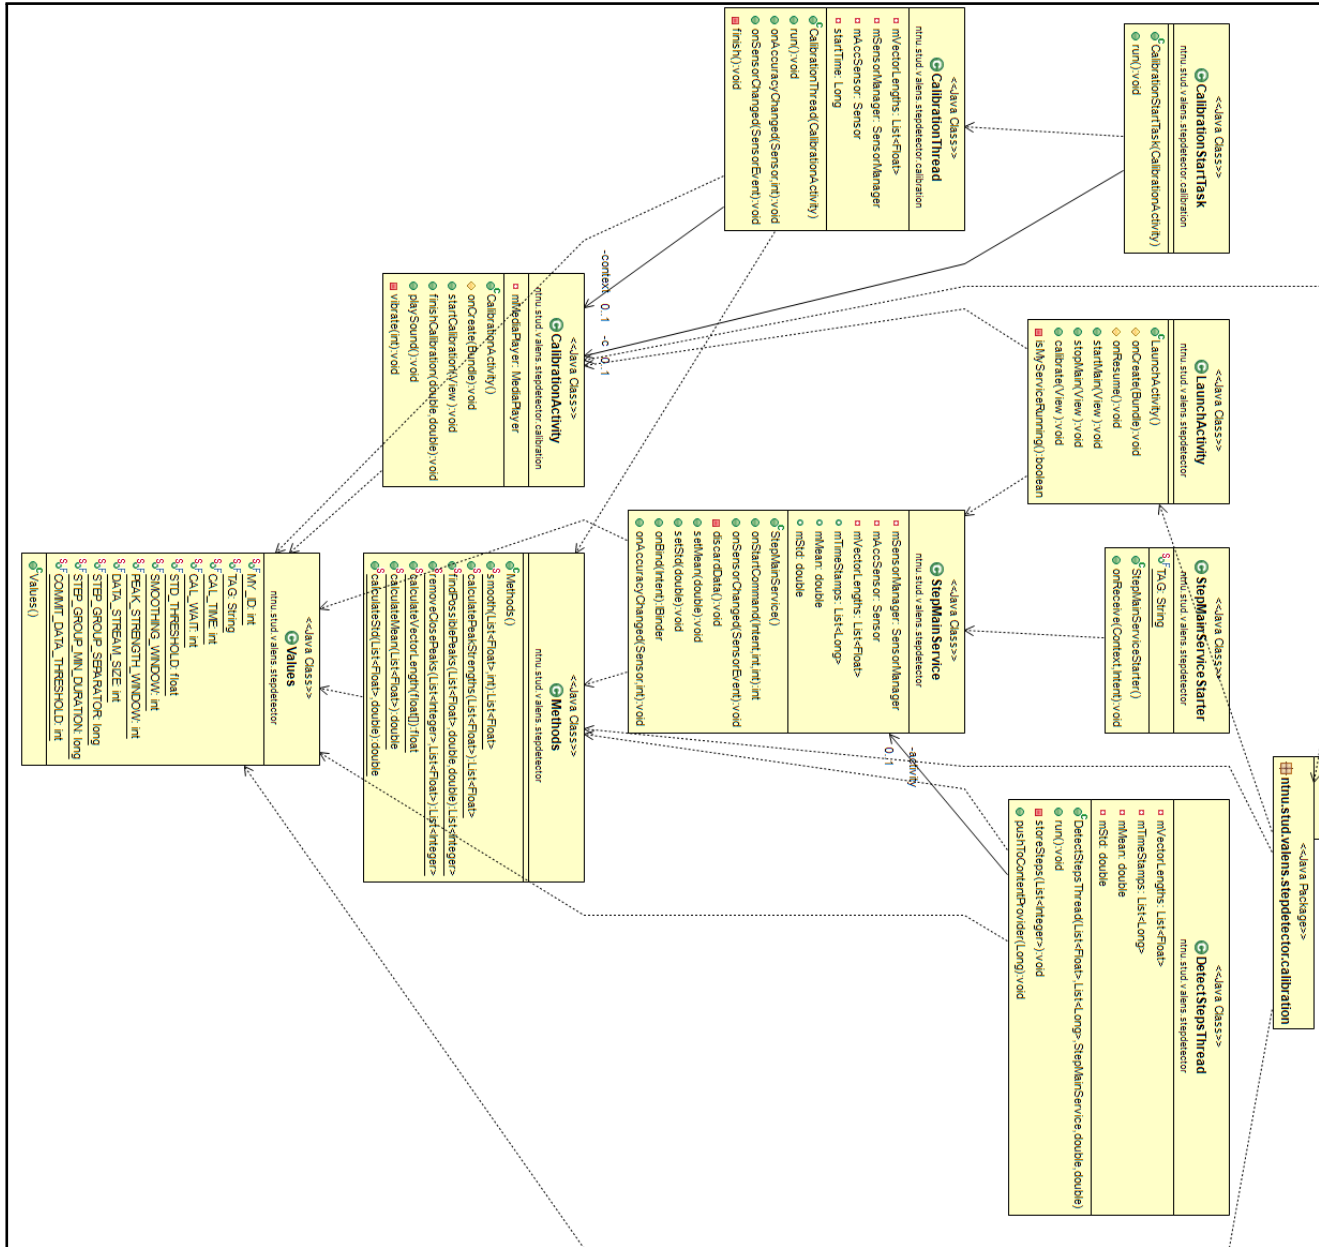 <<Java Class>>
CalibrationStartTask
ntnu.stud.valens.stepdetector.calibration
CalibrationStartTask(CalibrationActivity)
run():void
<<Java Class>>
LaunchActivity
ntnu.stud.valens.stepdetector
LaunchActivity()
onCreate(Bundle):void
onResume():void
startMain(View):void
stopMain(View):void
calibrate(View):void
isMyServiceRunning():boolean
<<Java Class>>
StepMainServiceStarter
ntnu.stud.valens.stepdetector
TAG: String
StepMainServiceStarter()
onReceive(Context,Intent):void
<<Java Package>>
ntnu.stud.valens.stepdetector.calibration
<<Java Class>>
DetectStepsThread
ntnu.stud.valens.stepdetector
mVectorLengths: List<Float>
mTimeStamps: List<Long>
mMean: double
mStd: double
DetectStepsThread(List<Float>,List<Long>,StepMainService,double,double)
run():void
storeSteps(List<Integer>):void
pushToContentProvider(Long):void
<<Java Class>>
CalibrationThread
ntnu.stud.valens.stepdetector.calibration
mVectorLengths: List<Float>
mSensorManager: SensorManager
mAccSensor: Sensor
startTime: Long
CalibrationThread(CalibrationActivity)
run():void
onAccuracyChanged(Sensor,int):void
onSensorChanged(SensorEvent):void
finish():void
<<Java Class>>
StepMainService
ntnu.stud.valens.stepdetector
mSensorManager: SensorManager
mAccSensor: Sensor
mVectorLengths: List<Float>
mTimeStamps: List<Long>
mMean: double
mStd: double
StepMainService()
onStartCommand(Intent,int,int):int
onSensorChanged(SensorEvent):void
discardData():void
setMean(double):void
setStd(double):void
onBind(Intent):IBinder
onAccuracyChanged(Sensor,int):void
-activity
0..1
-context 0..1 -c 0..1
<<Java Class>>
CalibrationActivity
ntnu.stud.valens.stepdetector.calibration
mMediaPlayer: MediaPlayer
CalibrationActivity()
onCreate(Bundle):void
startCalibration(View):void
finishCalibration(double,double):void
playSound():void
vibrate(int):void
<<Java Class>>
Methods
ntnu.stud.valens.stepdetector
Methods()
smooth(List<Float>,int):List<Float>
calculatePeakStrengths(List<Float>):List<Float>
findPossiblePeaks(List<Float>,double,double):List<Integer>
removeClosePeaks(List<Integer>,List<Float>):List<Integer>
calculateVectorLength(float[]):float
calculateMean(List<Float>):double
calculateStd(List<Float>,double):double
<<Java Class>>
Values
ntnu.stud.valens.stepdetector
MY_ID: int
TAG: String
CAL_TIME: int
CAL_WAIT: int
STD_THRESHOLD: float
SMOOTHING_WINDOW: int
PEAK_STRENGTH_WINDOW: int
DATA_STREAM_SIZE: int
STEP_GROUP_SEPARATOR: long
STEP_GROUP_MIN_DURATION: long
COMMIT_DATA_THRESHOLD: int
Values()